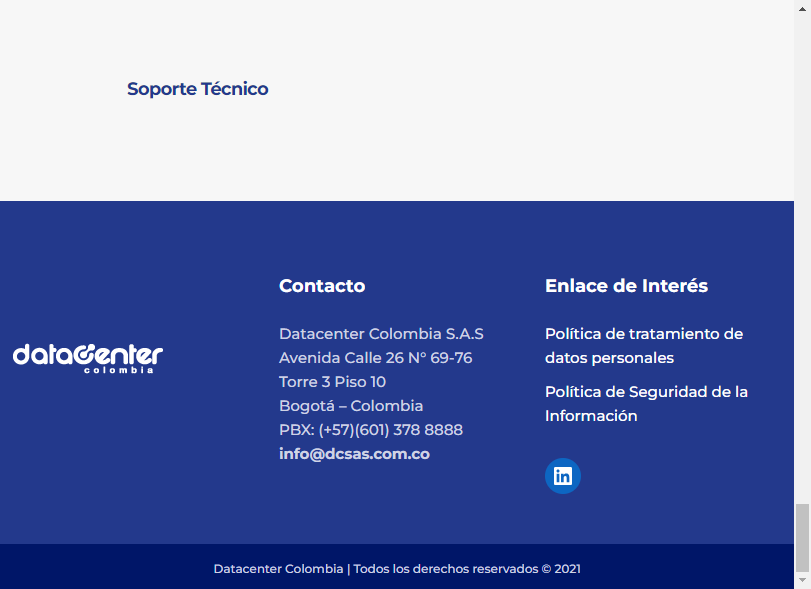 Soporte Técnico
datacenter
colombia
Contacto
Datacenter Colombia S.A.S
Avenida Calle 26 N° 69-76
Torre 3 Piso 10
Bogotá – Colombia
PBX: (+57)(601) 378 8888
info@dcsas.com.co
Enlace de Interés
Política de tratamiento de
datos personales
Política de Seguridad de la
Información
in
Datacenter Colombia | Todos los derechos reservados © 2021